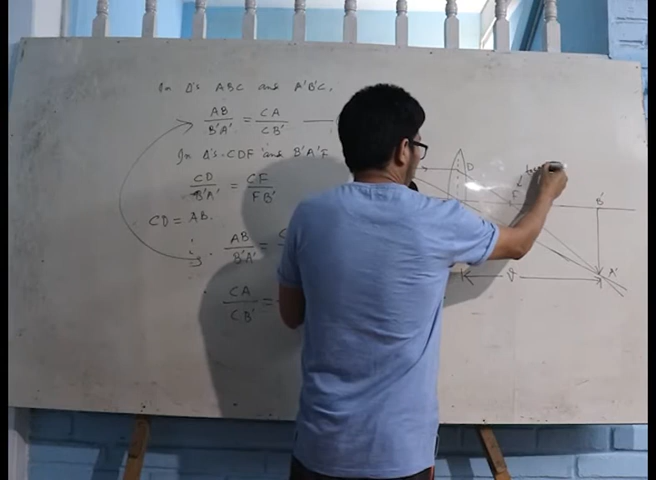 In Δ's ABC and A'B'C,
AB/B'A' = CA/CB'
In Δ's CDF and B'A'F
CD/B'A' = CF/FB'
CD = AB.
∴ AB/B'A' =
CA/CB' =
D
F
B'
A'
v